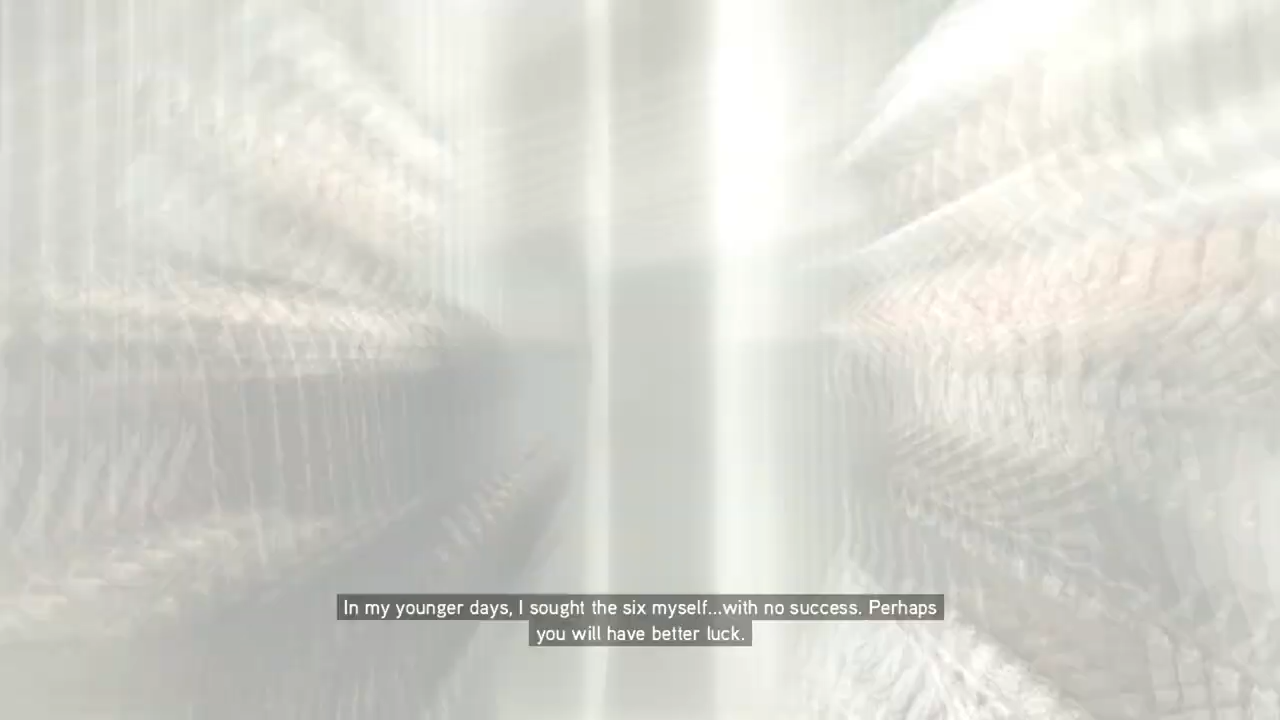 In my younger days, I sought the six myself...with no success. Perhaps
you will have better luck.